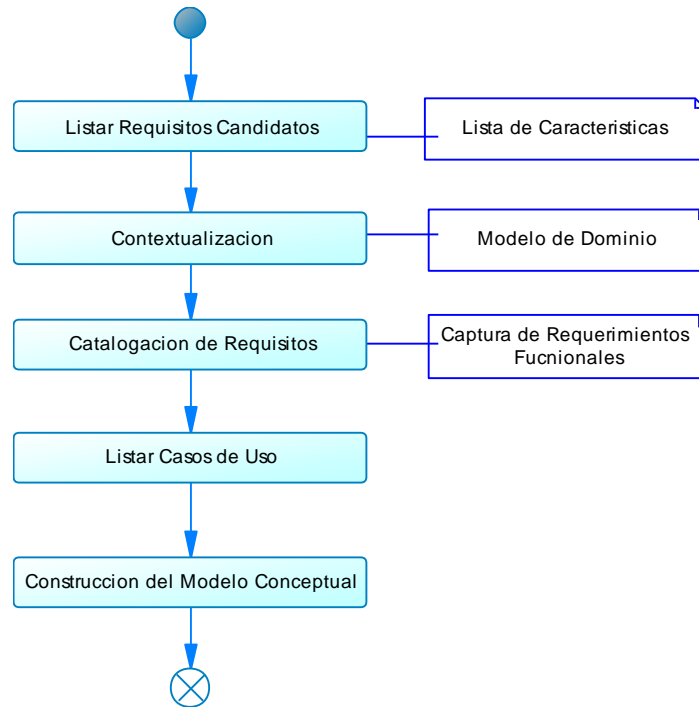 Listar Requisitos Candidatos
Lista de Caracteristicas
Contextualizacion
Modelo de Dominio
Catalogacion de Requisitos
Captura de Requerimientos
Fucnionales
Listar Casos de Uso
Construccion del Modelo Conceptual